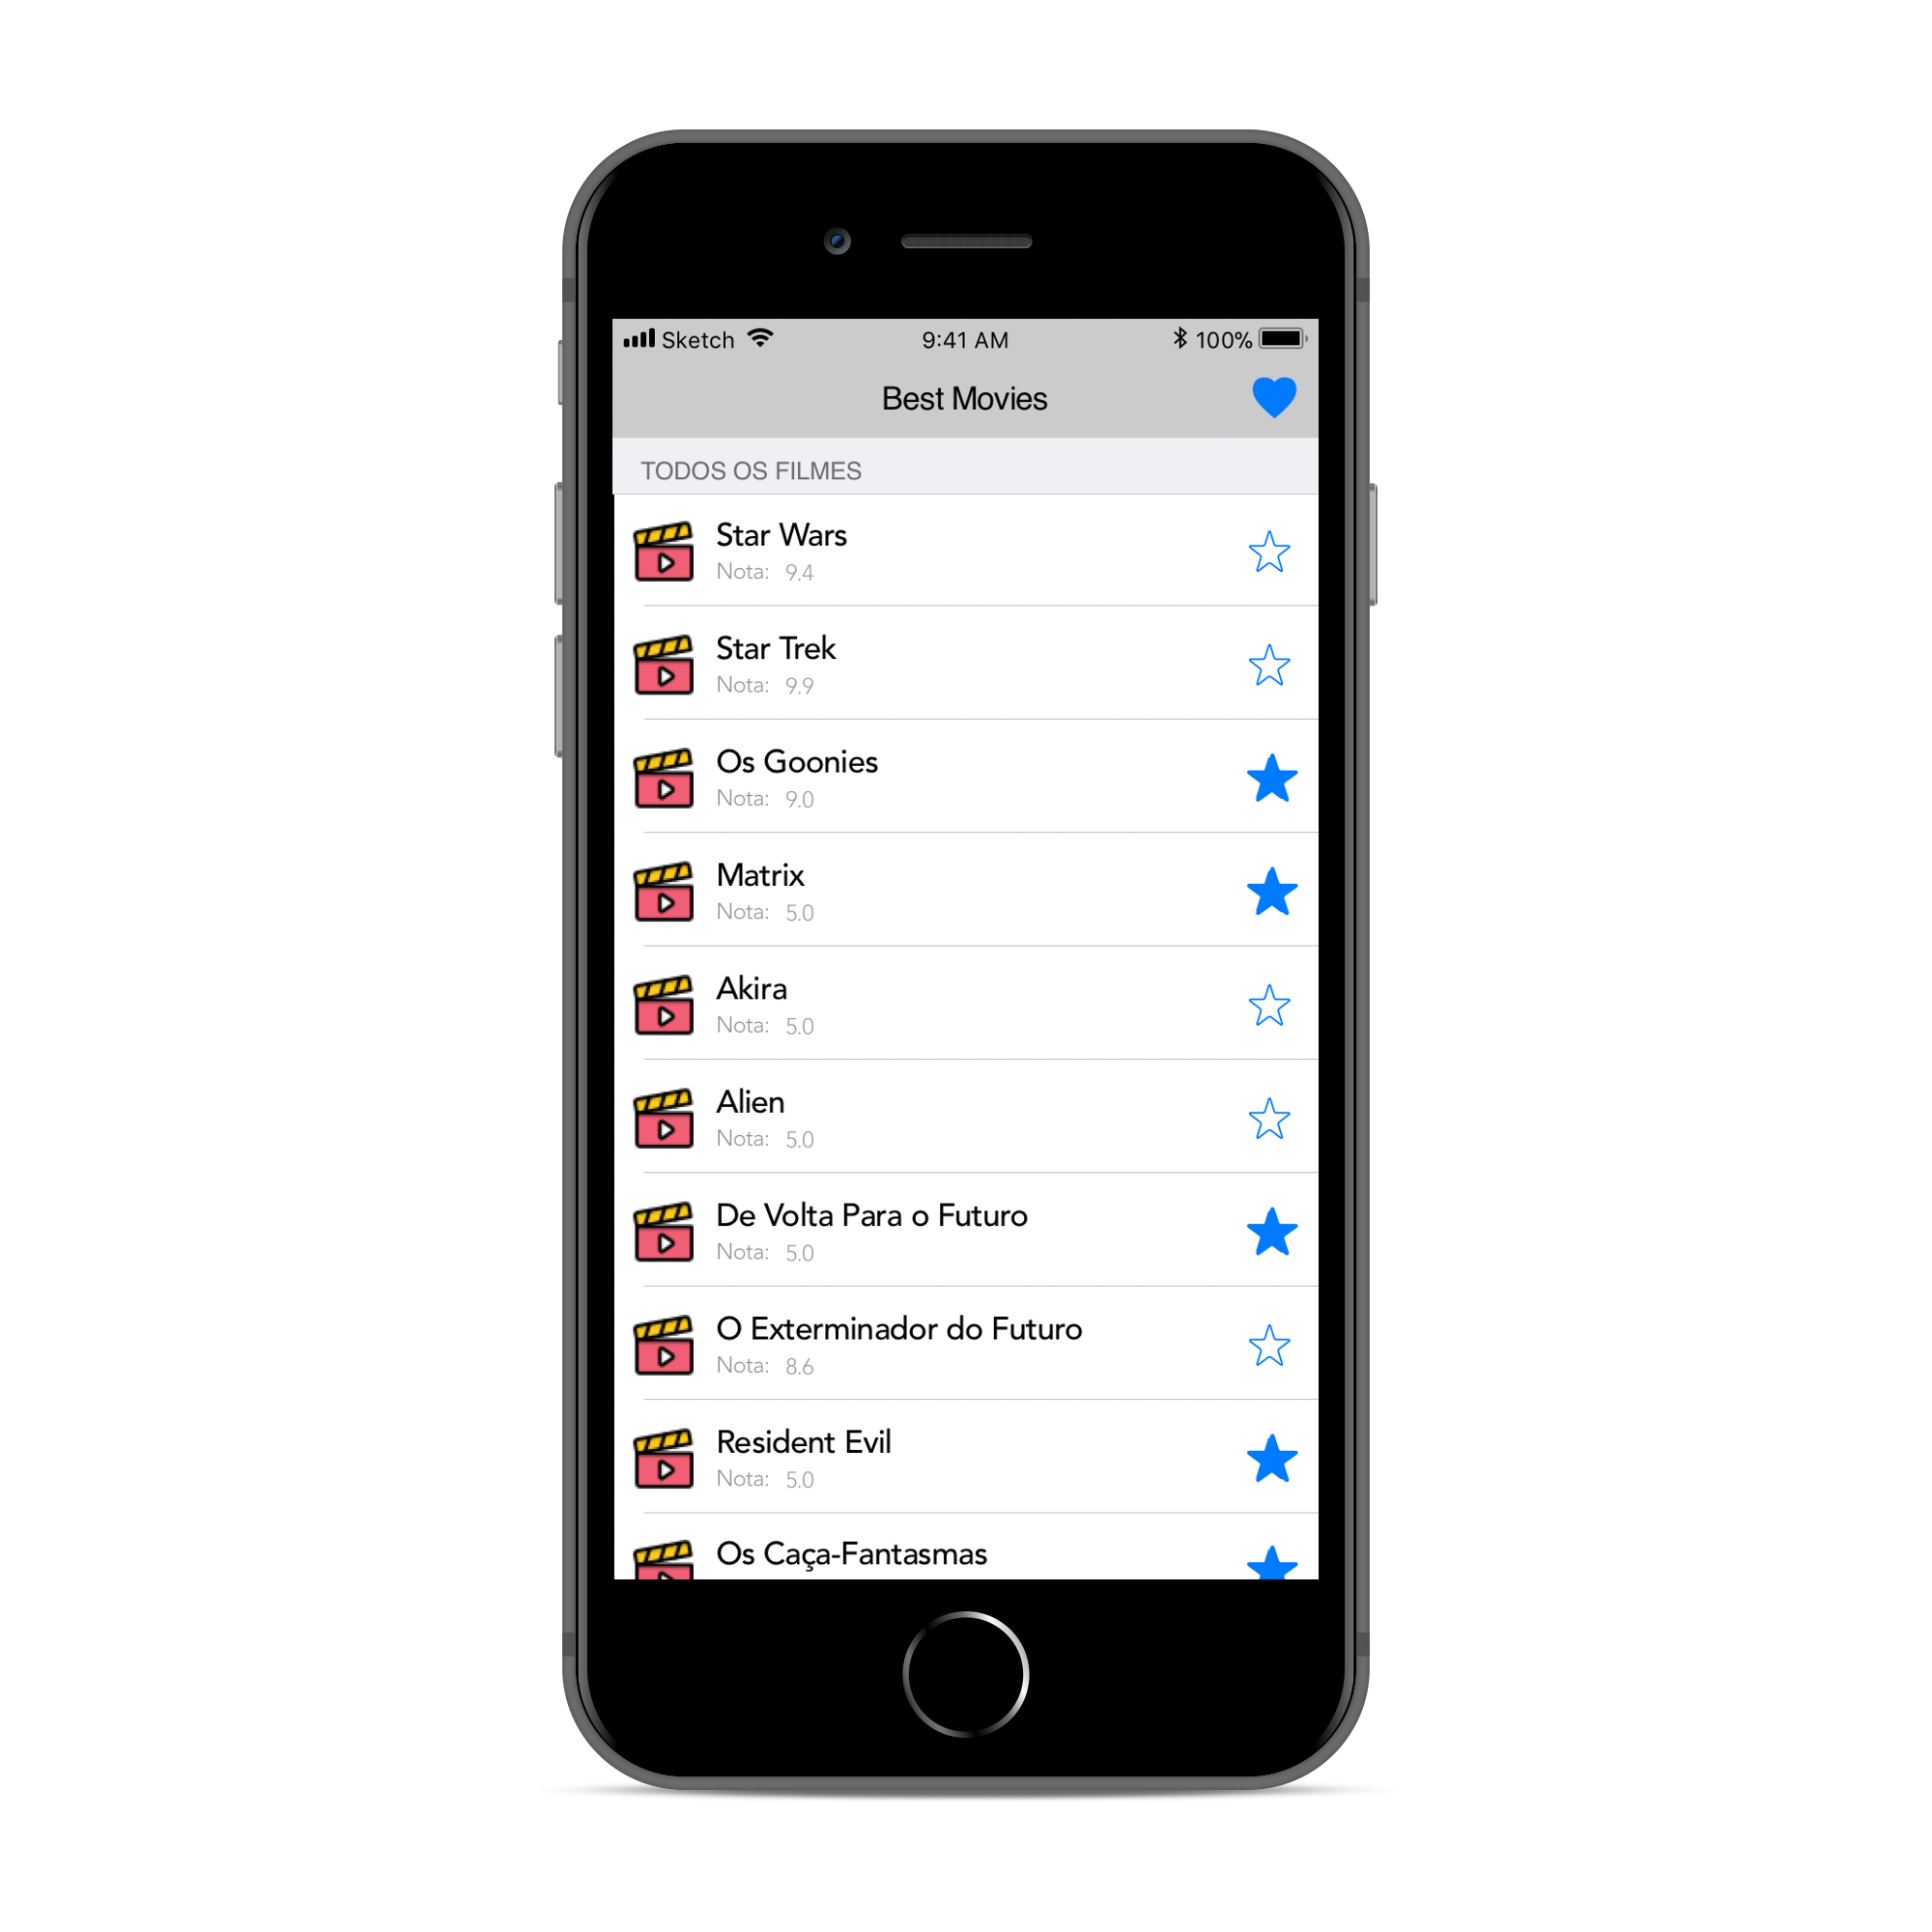 Sketch 9:41 AM 100%
Best Movies
TODOS OS FILMES
Star Wars
Nota: 9.4
Star Trek
Nota: 9.9
Os Goonies
Nota: 9.0
Matrix
Nota: 5.0
Akira
Nota: 5.0
Alien
Nota: 5.0
De Volta Para o Futuro
Nota: 5.0
O Exterminador do Futuro
Nota: 8.6
Resident Evil
Nota: 5.0
Os Caça-Fantasmas